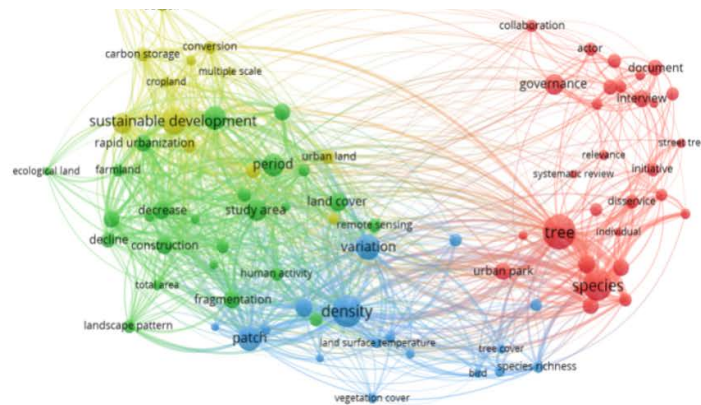 collaboration
conversion
carbon storage
actor
document
multiple scale
cropland
governance
interview
sustainable development
rapid urbanization
street tre
urban land
relevance
period
ecological land
farmland
systematic review
initiative
land cover
disservice
decrease
study area
remote sensing
tree
individual
decline
construction
variation
human activity
urban park
total area
species
fragmentation
density
landscape pattern
patch
land surface temperature
tree cover
bird
species richness
vegetation cover